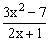 3x² − 7
2x + 1